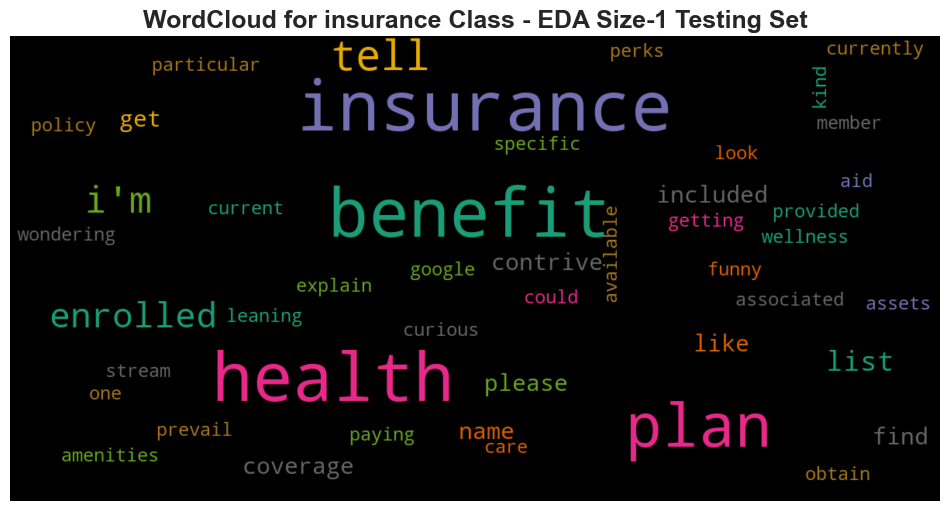 WordCloud for insurance Class - EDA Size-1 Testing Set
tell
perks
currently
particular
kind
insurance
policy
get
member
specific
look
aid
i'm
included
current
benefit
provided
getting
wondering
wellness
available
contrive
google
funny
explain
could
associated
assets
enrolled
leaning
curious
like
list
stream
health
please
one
plan
prevail
paying
name
find
care
amenities
coverage
obtain